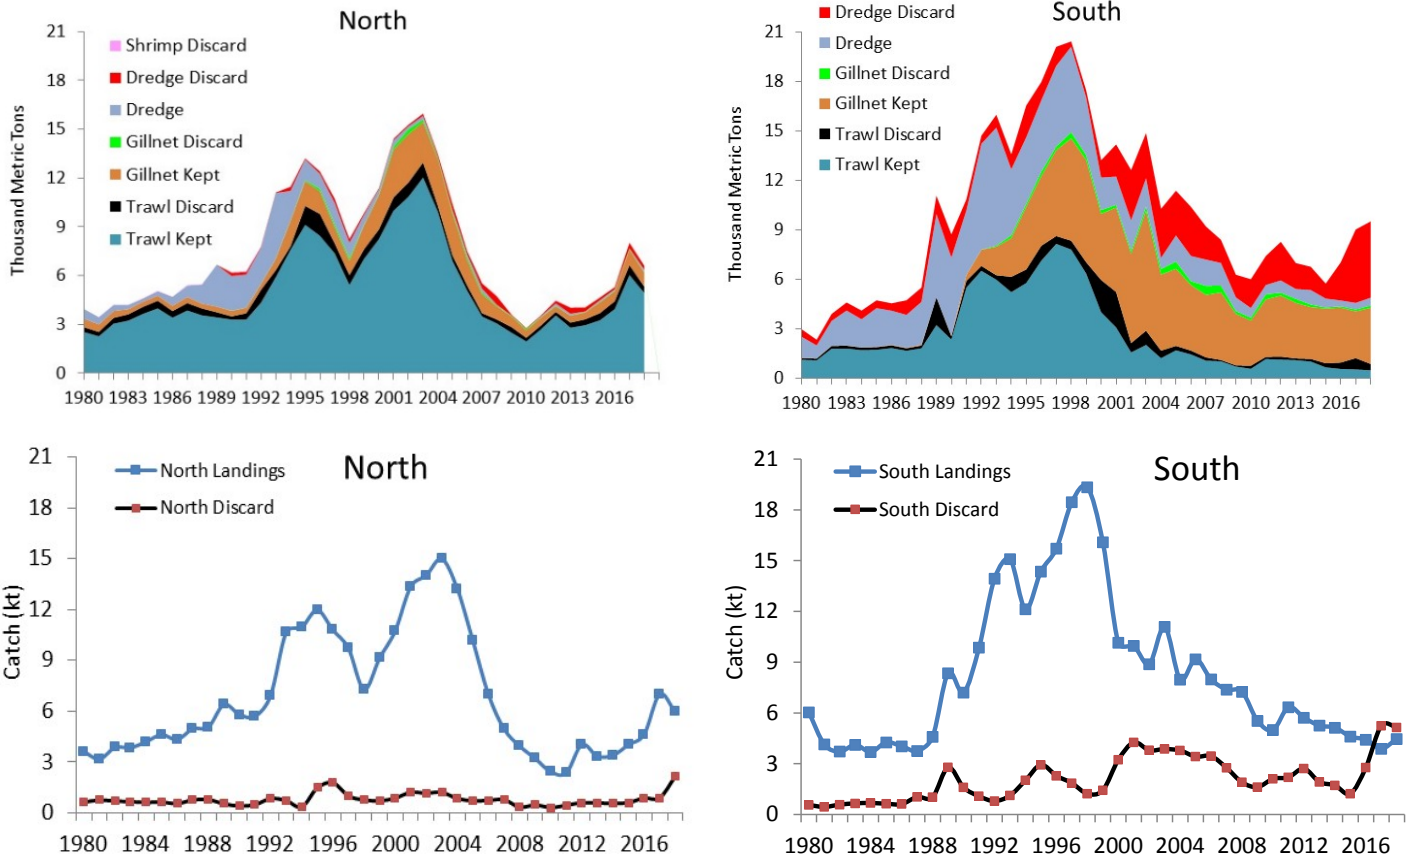 North
Thousand Metric Tons
21
18
15
12
9
6
3
0
Shrimp Discard
Dredge Discard
Dredge
Gillnet Discard
Gillnet Kept
Trawl Discard
Trawl Kept
1980 1983 1986 1989 1992 1995 1998 2001 2004 2007 2010 2013 2016
South
Thousand Metric Tons
21
18
15
12
9
6
3
0
Dredge Discard
Dredge
Gillnet Discard
Gillnet Kept
Trawl Discard
Trawl Kept
1980 1983 1986 1989 1992 1995 1998 2001 2004 2007 2010 2013 2016
North
Catch (kt)
21
18
15
12
9
6
3
0
North Landings
North Discard
1980 1984 1988 1992 1996 2000 2004 2008 2012 2016
South
Catch (kt)
21
18
15
12
9
6
3
0
South Landings
South Discard
1980 1984 1988 1992 1996 2000 2004 2008 2012 2016